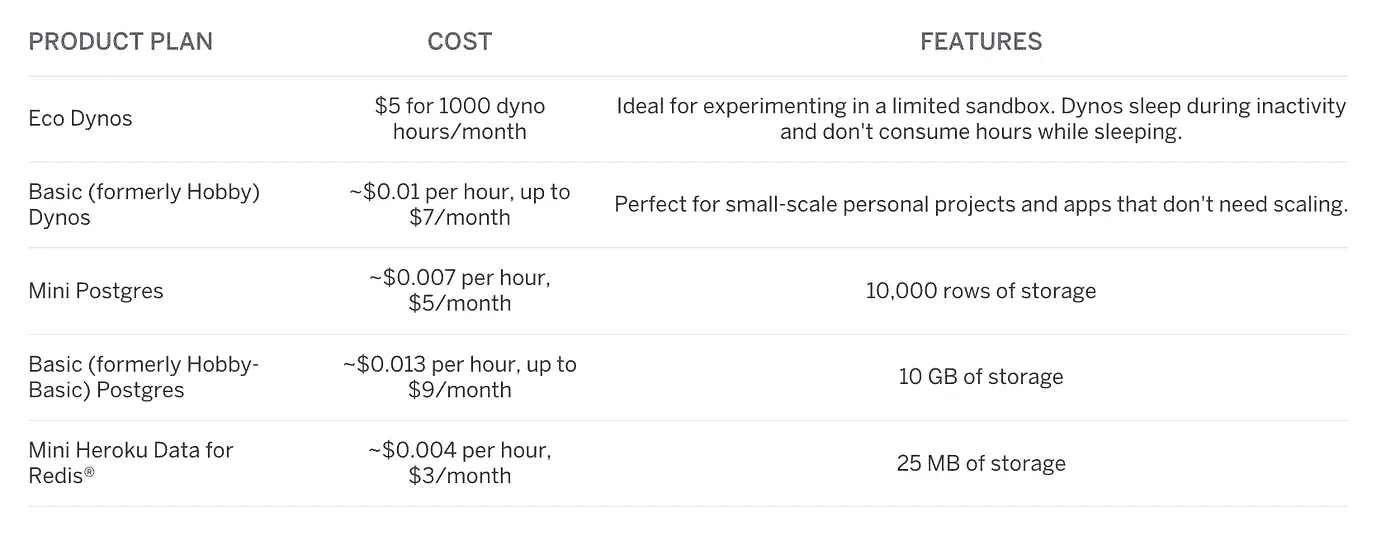 PRODUCT PLAN COST FEATURES
Eco Dynos
$5 for 1000 dyno
hours/month
Ideal for experimenting in a limited sandbox. Dynos sleep during inactivity
and don't consume hours while sleeping.
Basic (formerly Hobby)
Dynos
~$0.01 per hour, up to
$7/month
Perfect for small-scale personal projects and apps that don't need scaling.
Mini Postgres
~$0.007 per hour,
$5/month
10,000 rows of storage
Basic (formerly Hobby-
Basic) Postgres
~$0.013 per hour, up to
$9/month
10 GB of storage
Mini Heroku Data for
Redis®
~$0.004 per hour,
$3/month
25 MB of storage